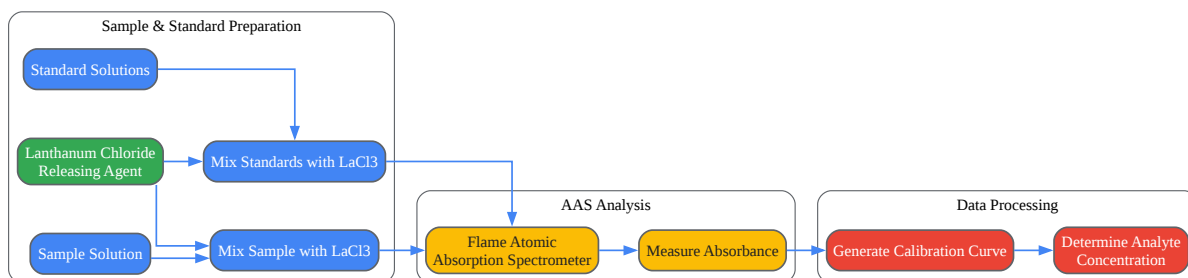 Sample & Standard Preparation
Standard Solutions
Lanthanum Chloride
Releasing Agent
Mix Standards with LaCl3
Sample Solution
Mix Sample with LaCl3
AAS Analysis
Flame Atomic
Absorption Spectrometer
Measure Absorbance
Data Processing
Generate Calibration Curve
Determine Analyte
Concentration